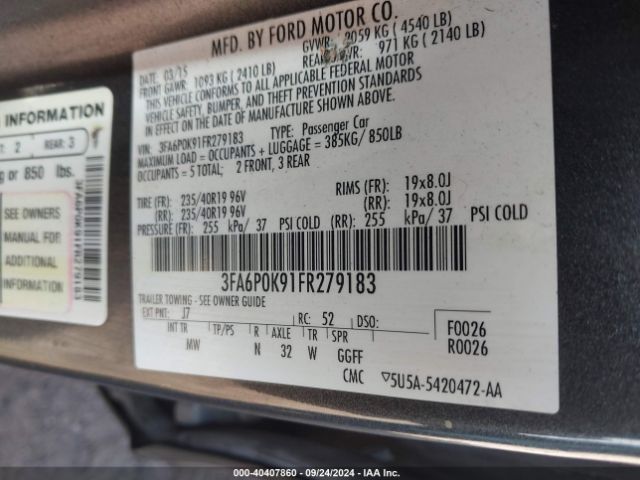 MFD. BY FORD MOTOR CO.
DATE: 03/15
GVWR: 2059 KG (4540 LB)
FRONT GAWR: 1093 KG (2410 LB)
REAR GAWR: 971 KG (2140 LB)
THIS VEHICLE CONFORMS TO ALL APPLICABLE FEDERAL MOTOR
VEHICLE SAFETY, BUMPER, AND THEFT PREVENTION STANDARDS
IN EFFECT ON THE DATE OF MANUFACTURE SHOWN ABOVE
VIN: 3FA6P0K91FR279183 TYPE: Passenger Car
MAXIMUM LOAD = OCCUPANTS + LUGGAGE = 385KG/ 850LB
OCCUPANTS = 5 TOTAL; 2 FRONT, 3 REAR
TIRE (FR): 235/40R19 96V RIMS (FR): 19x8.0J
(RR): 235/40R19 96V (RR): 19x8.0J
PRESSURE (FR): 255 kPa/ 37 PSI COLD (RR): 255 kPa/ 37 PSI COLD
3FA6P0K91FR279183
TRAILER TOWING - SEE OWNER GUIDE
EXT PNT: J7 RC: 52 DSO:
INT TR TP/PS R AXLE TR SPR
MW N 32 W GGFF
F0026
R0026
CMC 5U5A-5420472-AA
INFORMATION
2 REAR: 3
or 850 lbs.
SEE OWNERS
MANUAL FOR
ADDITIONAL
INFORMATION
3FA6P0K91FR279183
000-40407860 - 09/24/2024 - IAA Inc.